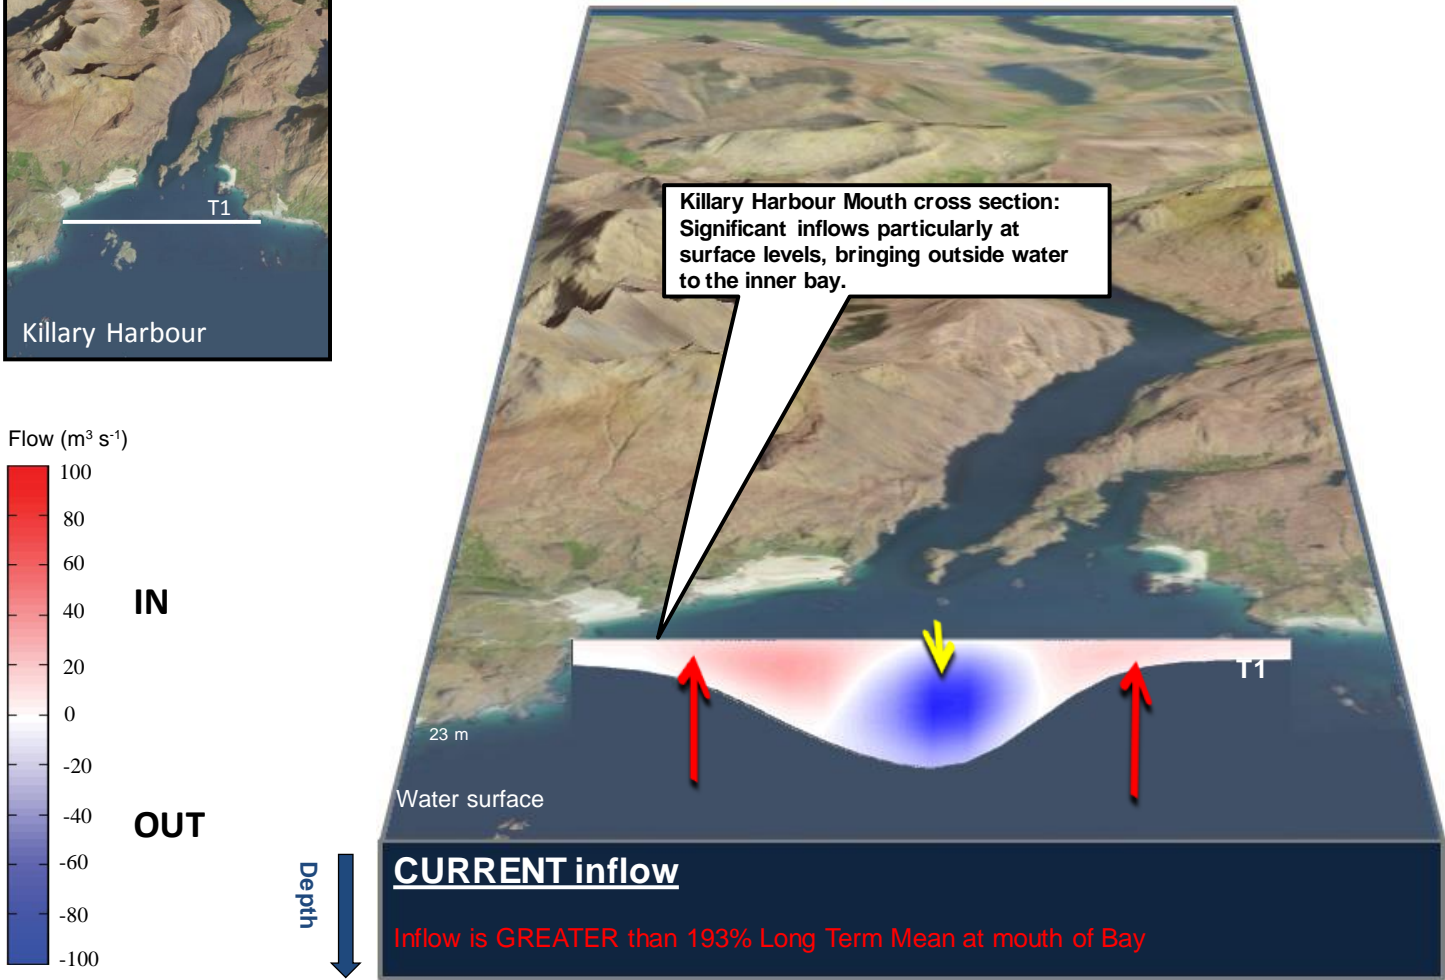 T1
Killary Harbour
Killary Harbour Mouth cross section:
Significant inflows particularly at
surface levels, bringing outside water
to the inner bay.
Flow (m³ s⁻¹)
100
80
60
40
20
0
-20
-40
-60
-80
-100
IN
OUT
T1
23 m
Water surface
Depth
CURRENT inflow
Inflow is GREATER than 193% Long Term Mean at mouth of Bay